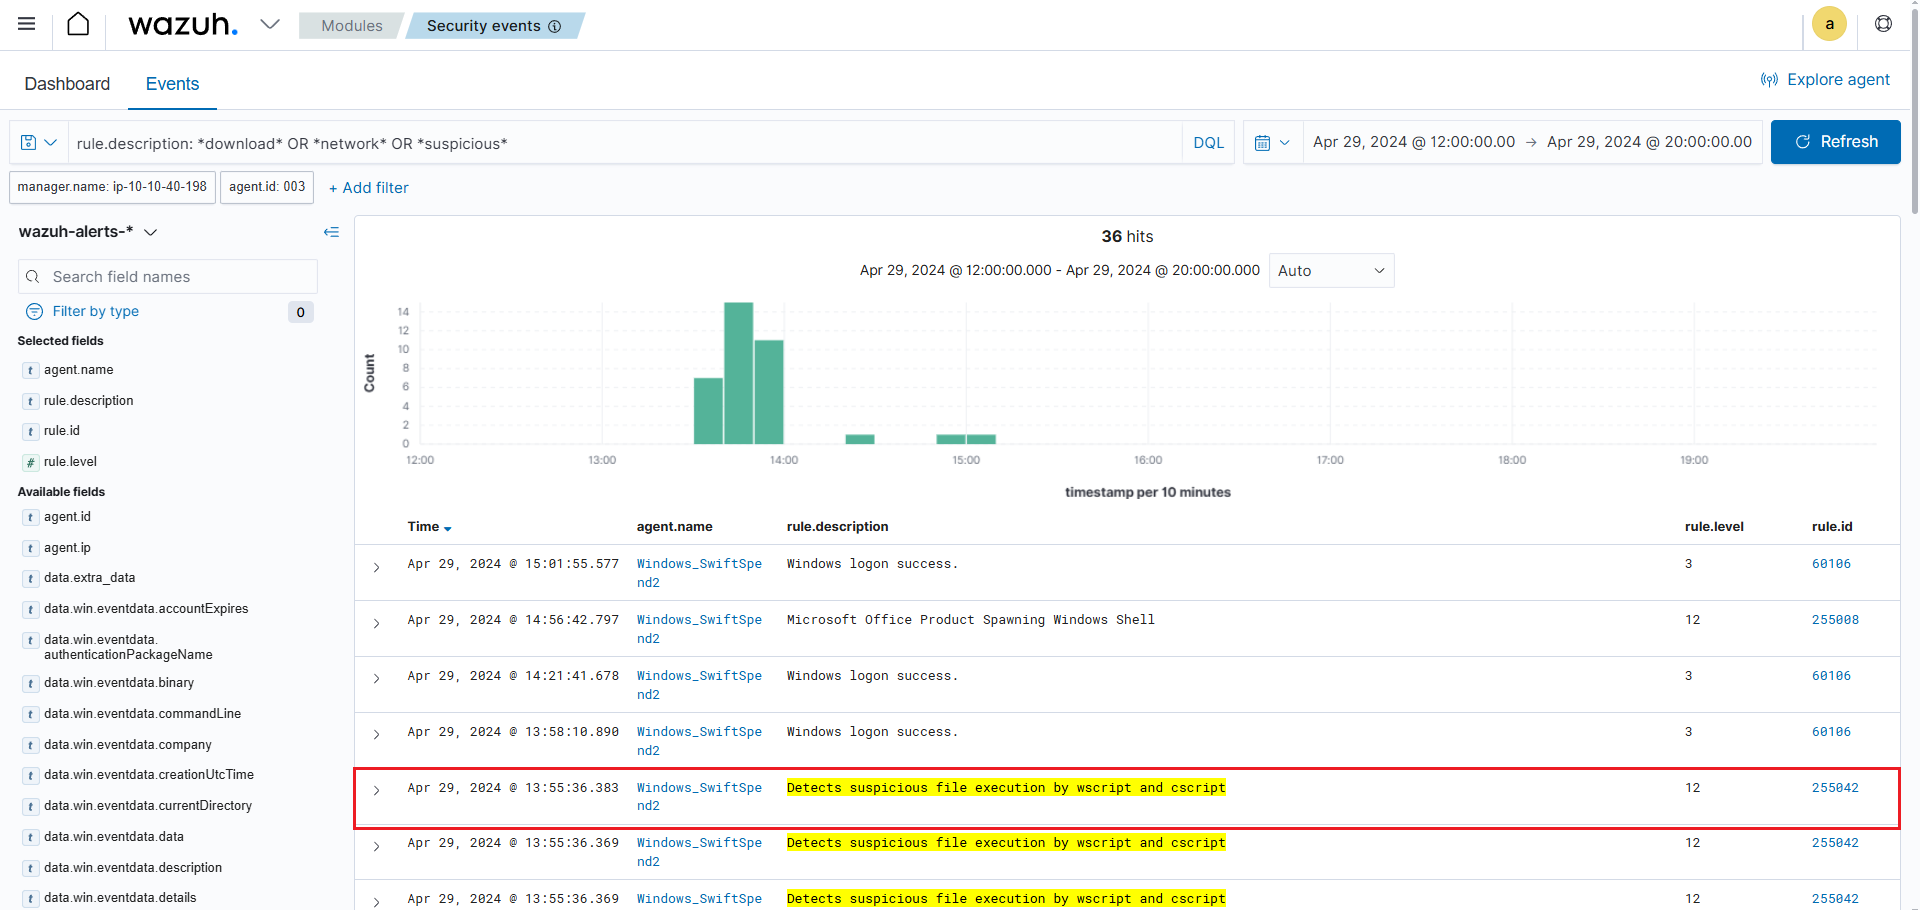 wazuh.
Modules
Security events
a
Dashboard
Events
Explore agent
rule.description: *download* OR *network* OR *suspicious*
DQL
Apr 29, 2024 @ 12:00:00.00 → Apr 29, 2024 @ 20:00:00.00
Refresh
manager.name: ip-10-10-40-198
agent.id: 003
+ Add filter
wazuh-alerts-*
Search field names
Filter by type
0
Selected fields
t agent.name
t rule.description
t rule.id
# rule.level
Available fields
t agent.id
t agent.ip
t data.extra_data
t data.win.eventdata.accountExpires
t data.win.eventdata.
authenticationPackageName
t data.win.eventdata.binary
t data.win.eventdata.commandLine
t data.win.eventdata.company
t data.win.eventdata.creationUtcTime
t data.win.eventdata.currentDirectory
t data.win.eventdata.data
t data.win.eventdata.description
t data.win.eventdata.details
36 hits
Apr 29, 2024 @ 12:00:00.000 - Apr 29, 2024 @ 20:00:00.000
Auto
Count
14
12
10
8
6
4
2
0
12:00 13:00 14:00 15:00 16:00 17:00 18:00 19:00
timestamp per 10 minutes
Time agent.name rule.description rule.level rule.id
Apr 29, 2024 @ 15:01:55.577 Windows_SwiftSpe Windows logon success. 3 60106
nd2
Apr 29, 2024 @ 14:56:42.797 Windows_SwiftSpe Microsoft Office Product Spawning Windows Shell 12 255008
nd2
Apr 29, 2024 @ 14:21:41.678 Windows_SwiftSpe Windows logon success. 3 60106
nd2
Apr 29, 2024 @ 13:58:10.890 Windows_SwiftSpe Windows logon success. 3 60106
nd2
Apr 29, 2024 @ 13:55:36.383 Windows_SwiftSpe Detects suspicious file execution by wscript and cscript 12 255042
nd2
Apr 29, 2024 @ 13:55:36.369 Windows_SwiftSpe Detects suspicious file execution by wscript and cscript 12 255042
nd2
Apr 29, 2024 @ 13:55:36.369 Windows_SwiftSpe Detects suspicious file execution by wscript and cscript 12 255042